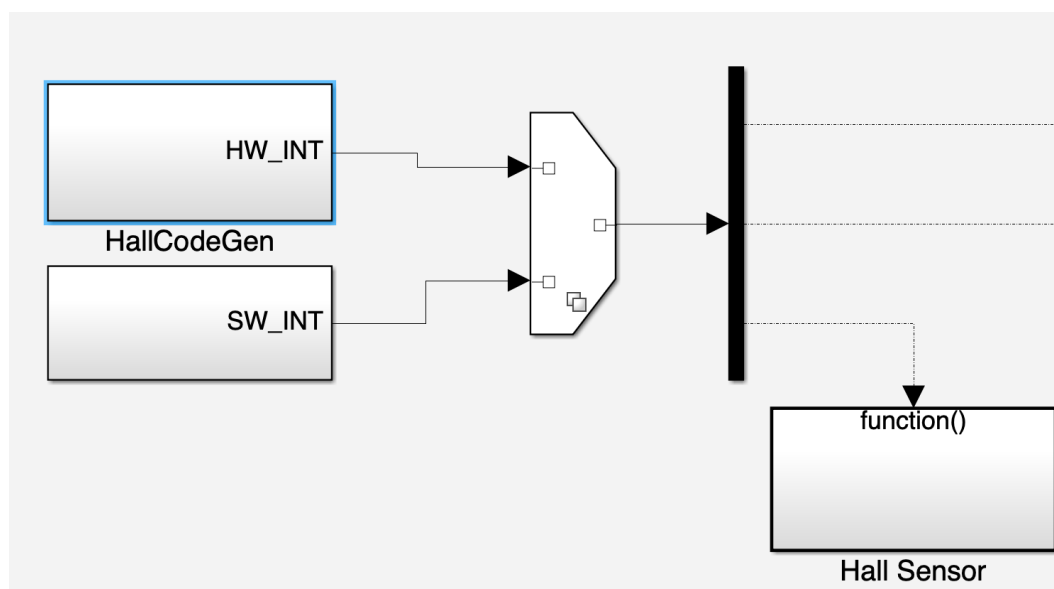 HW_INT
HallCodeGen
SW_INT
function()
Hall Sensor